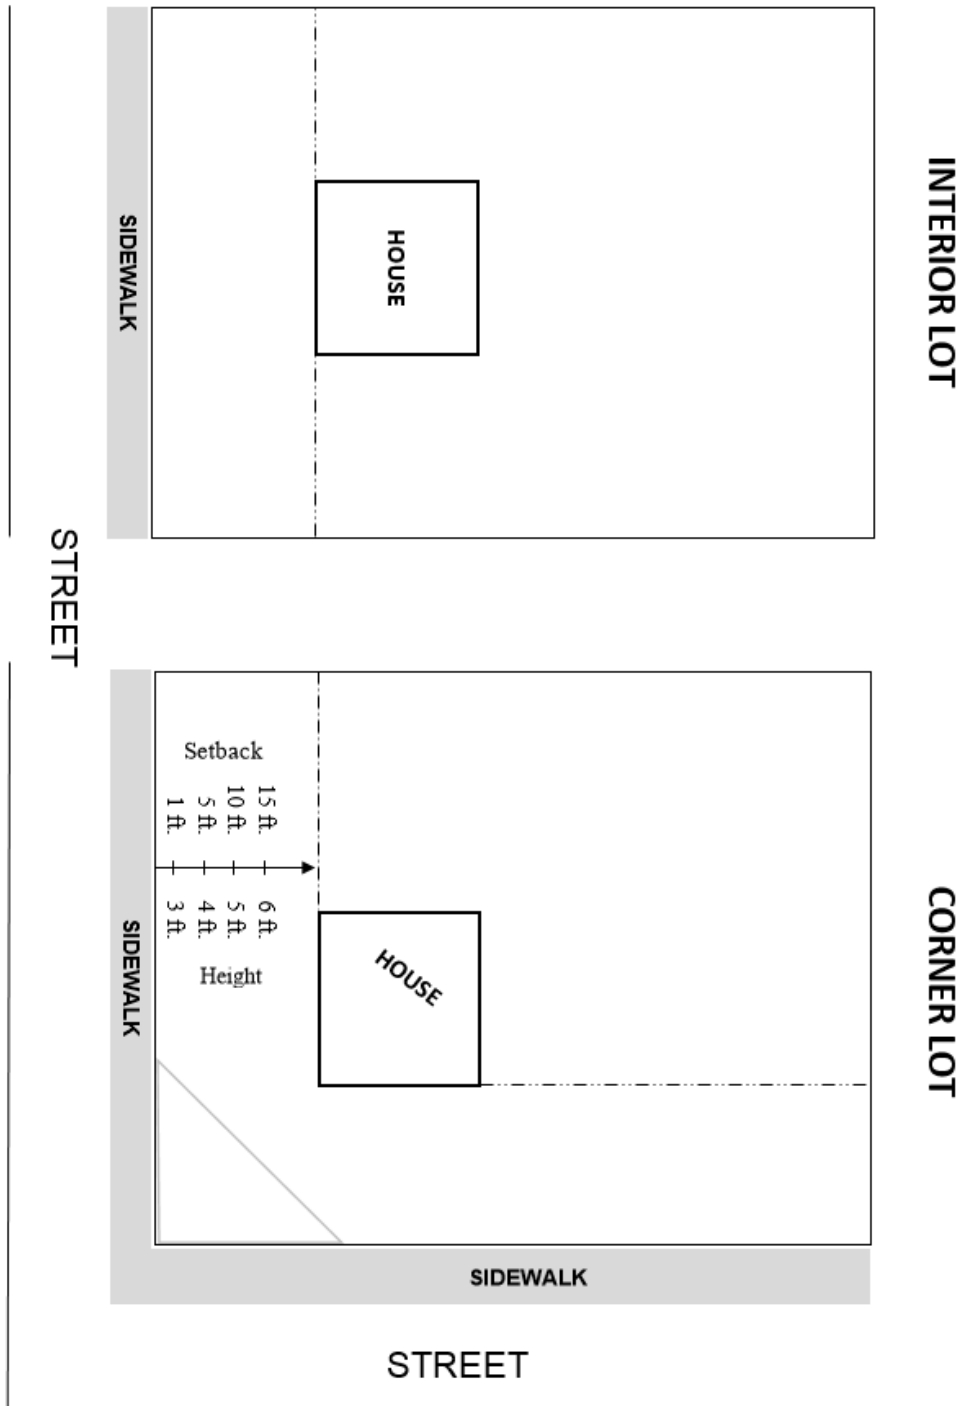 INTERIOR LOT
HOUSE
SIDEWALK
STREET
CORNER LOT
Setback
15 ft.
10 ft.
5 ft.
1 ft.
6 ft.
5 ft.
4 ft.
3 ft.
Height
HOUSE
SIDEWALK
SIDEWALK
STREET